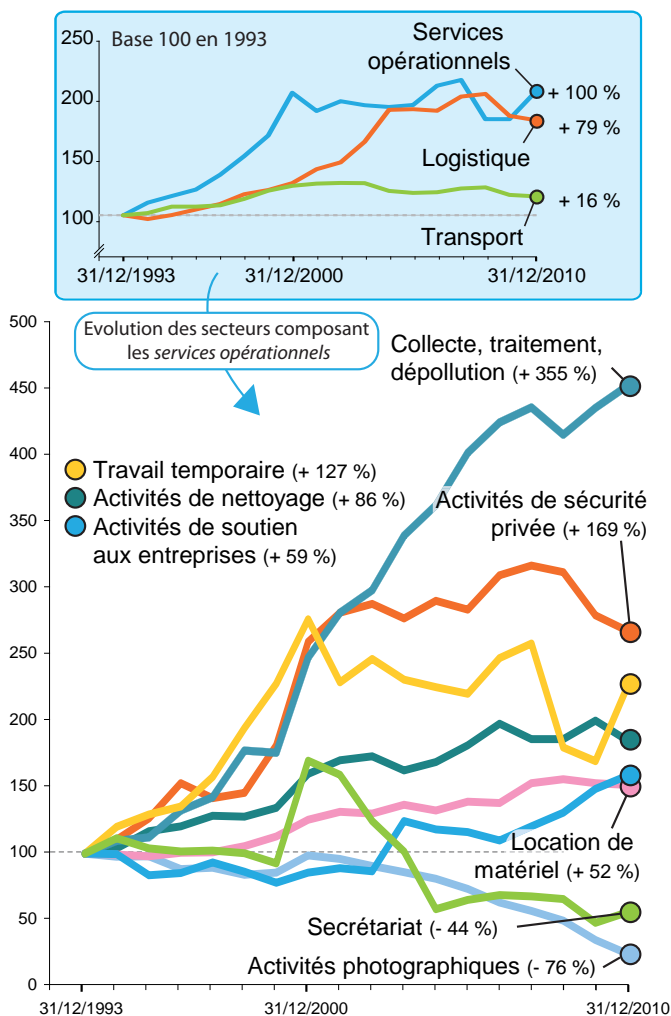 Base 100 en 1993
250
200
150
100
Services
opérationnels
+ 100 %
+ 79 %
Logistique
+ 16 %
Transport
31/12/1993
31/12/2000
31/12/2010
Evolution des secteurs composant
les services opérationnels
500
450
400
350
300
250
200
150
100
50
0
Collecte, traitement,
dépollution (+ 355 %)
Travail temporaire (+ 127 %)
Activités de nettoyage (+ 86 %)
Activités de soutien
aux entreprises (+ 59 %)
Activités de sécurité
privée (+ 169 %)
Location de
matériel (+ 52 %)
Secrétariat (- 44 %)
Activités photographiques (- 76 %)
31/12/1993
31/12/2000
31/12/2010